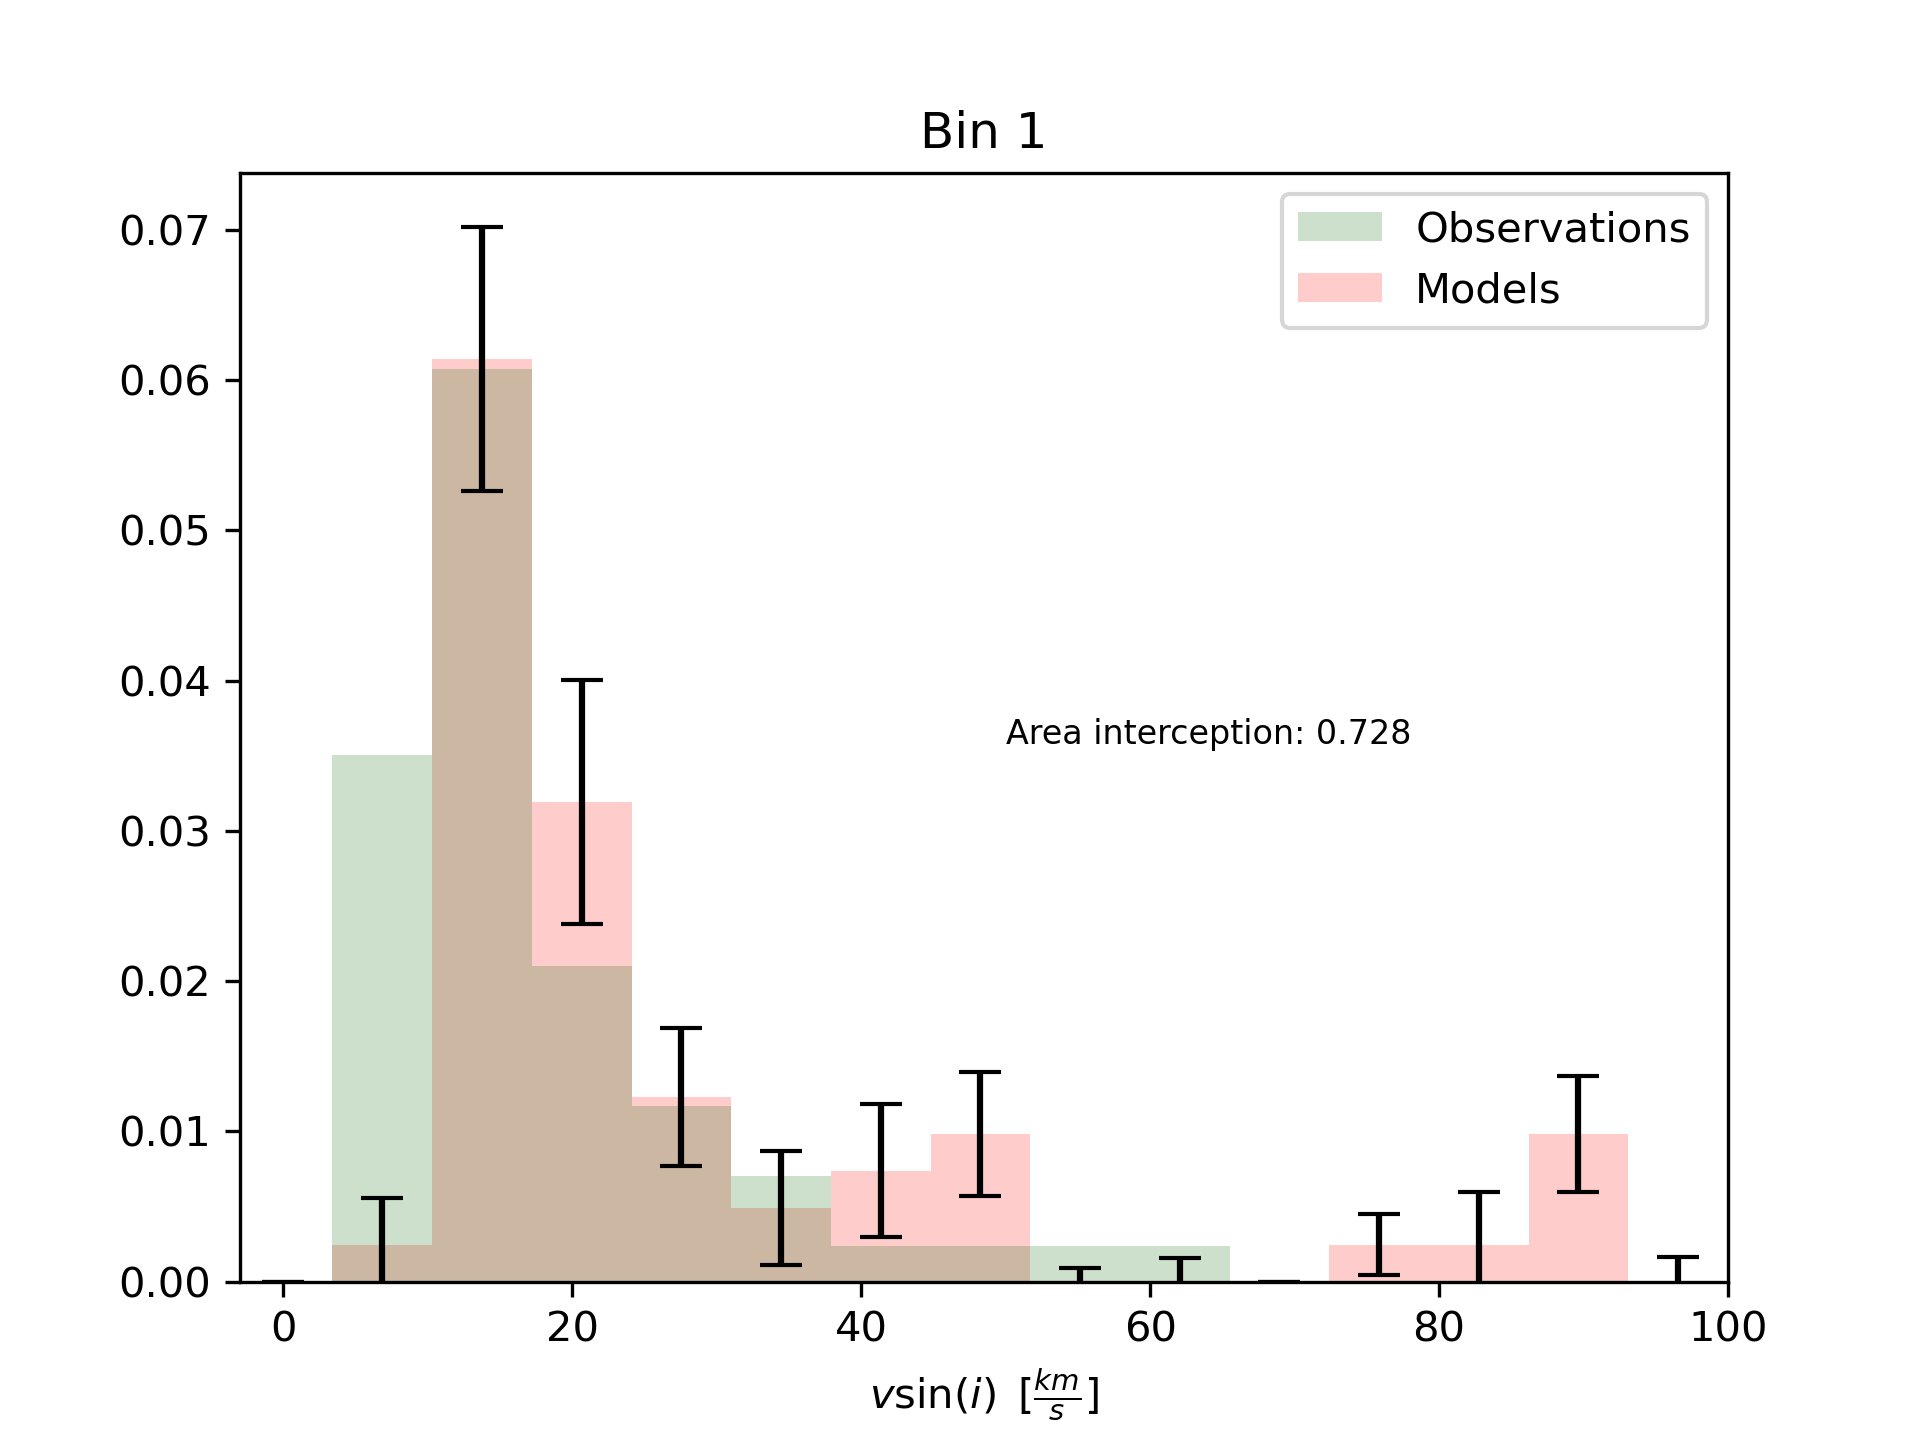 Bin 1
Observations
Models
0.07
0.06
0.05
0.04
0.03
0.02
0.01
0.00
Area interception: 0.728
0 20 40 60 80 100
vsin(i) [km/s]